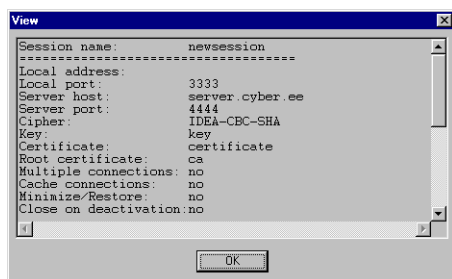 View
Session name: newsession
===================================
Local address:
Local port: 3333
Server host: server.cyber.ee
Server port: 4444
Cipher: IDEA-CBC-SHA
Key: key
Certificate: certificate
Root certificate: ca
Multiple connections: no
Cache connections: no
Minimize/Restore: no
Close on deactivation:no
OK